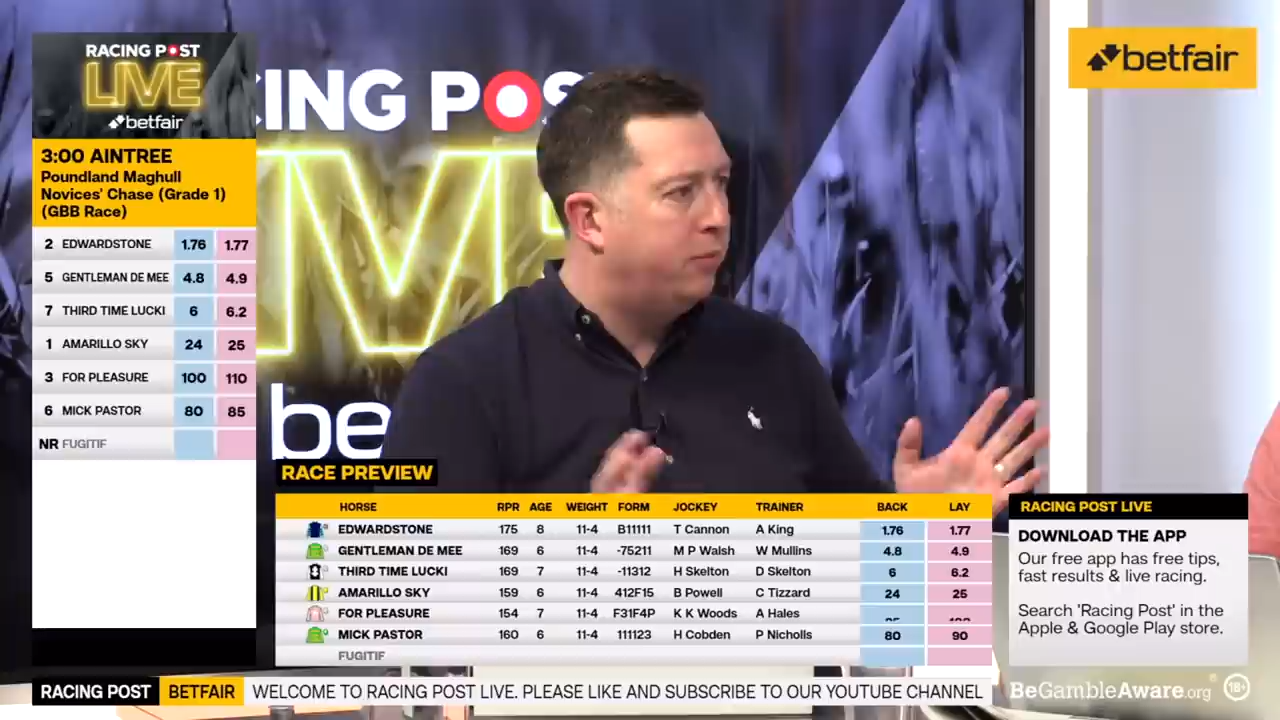 RACING POST
LIVE
betfair
3:00 AINTREE
Poundland Maghull
Novices' Chase (Grade 1)
(GBB Race)
2 EDWARDSTONE 1.76 1.77
5 GENTLEMAN DE MEE 4.8 4.9
7 THIRD TIME LUCKI 6 6.2
1 AMARILLO SKY 24 25
3 FOR PLEASURE 100 110
6 MICK PASTOR 80 85
NR FUGITIF
CING POS
be
betfair
RACE PREVIEW
HORSE RPR AGE WEIGHT FORM JOCKEY TRAINER BACK LAY
EDWARDSTONE 175 8 11-4 B11111 T Cannon A King 1.76 1.77
GENTLEMAN DE MEE 169 6 11-4 -75211 M P Walsh W Mullins 4.8 4.9
THIRD TIME LUCKI 169 7 11-4 -11312 H Skelton D Skelton 6 6.2
AMARILLO SKY 159 6 11-4 412F15 B Powell C Tizzard 24 25
FOR PLEASURE 154 7 11-4 F31F4P K K Woods A Hales
MICK PASTOR 160 6 11-4 111123 H Cobden P Nicholls 80 90
FUGITIF
RACING POST LIVE
DOWNLOAD THE APP
Our free app has free tips,
fast results & live racing.
Search 'Racing Post' in the
Apple & Google Play store.
RACING POST BETFAIR WELCOME TO RACING POST LIVE. PLEASE LIKE AND SUBSCRIBE TO OUR YOUTUBE CHANNEL
BeGambleAware.org 18+